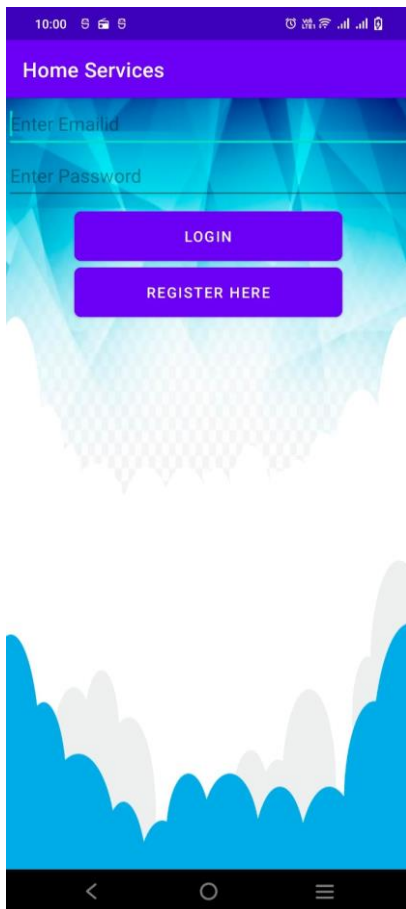 10:00
Home Services
Enter Emailid
Enter Password
LOGIN
REGISTER HERE